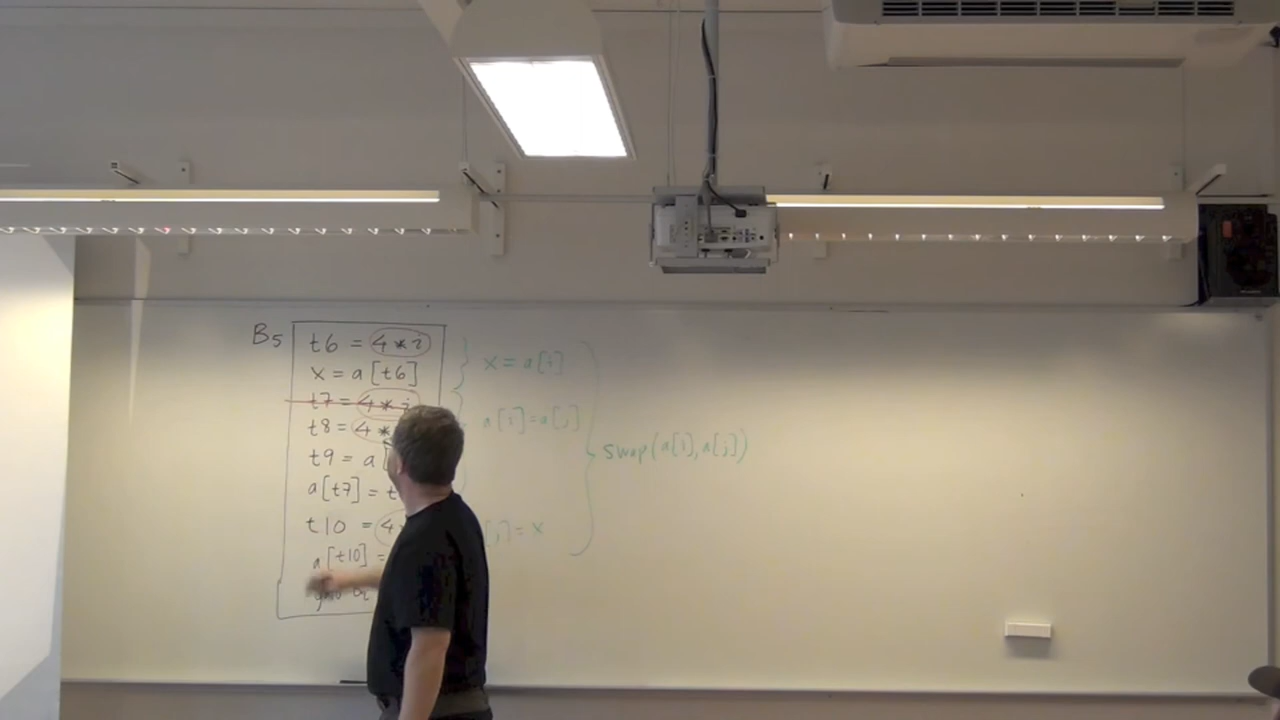 B5
t6 = 4 * i
x = a[t6]
t7 = 4 * i
t8 = 4 *
t9 = a[
a[t7] = t
t10 = 4
a[t10] =
x = a[i]
a[i] = a[j]
[j] = x
swap(a[i], a[j])